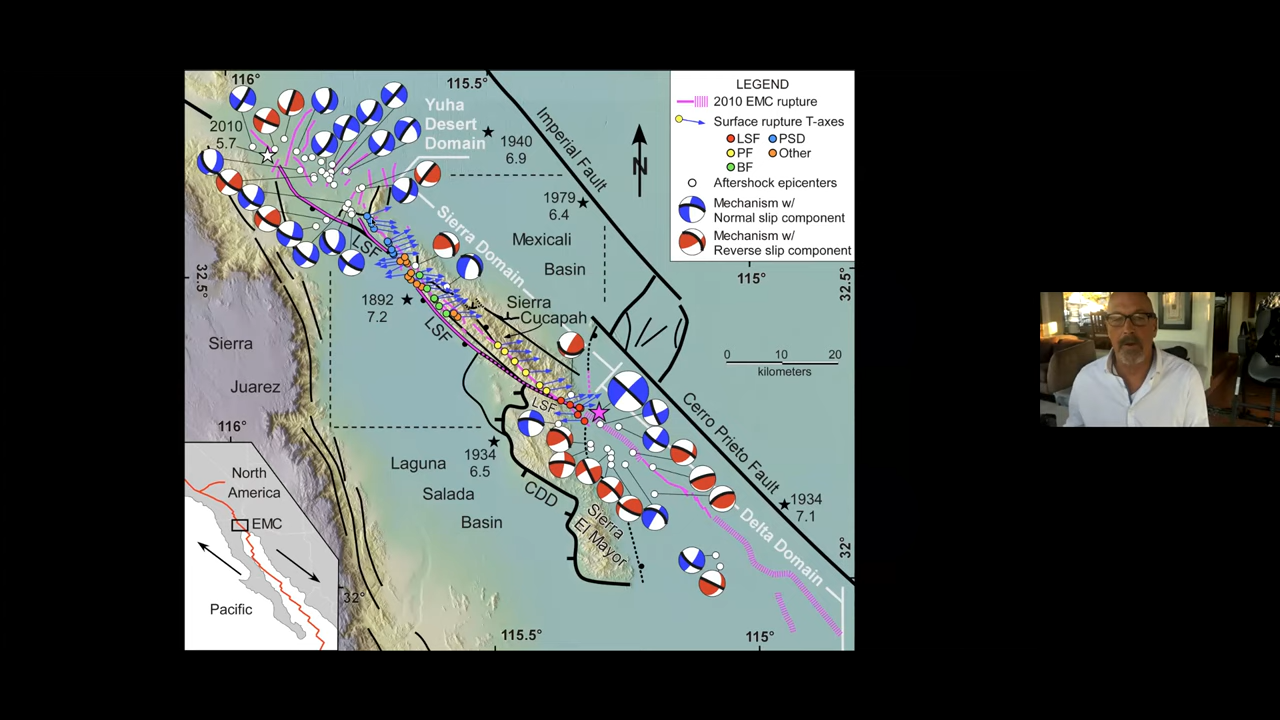 116°
115.5°
Yuha
Desert
Domain
2010
5.7
1940
6.9
Imperial Fault
N
1979
6.4
LEGEND
2010 EMC rupture
Surface rupture T-axes
LSF
PSD
PF
Other
BF
Aftershock epicenters
Mechanism w/
Normal slip component
Mechanism w/
Reverse slip component
115°
32.5°
32.5°
Sierra Domain
Mexicali
Basin
LSF
1892
7.2
LSF
Sierra
Cucapah
Sierra
Juarez
0
10
20
kilometers
LSF
Cerro Prieto Fault
1934
6.5
Laguna
Salada
Basin
CDD
Sierra
El Mayor
1934
7.1
Delta Domain
32°
116°
North
America
EMC
Pacific
32°
115.5°
115°